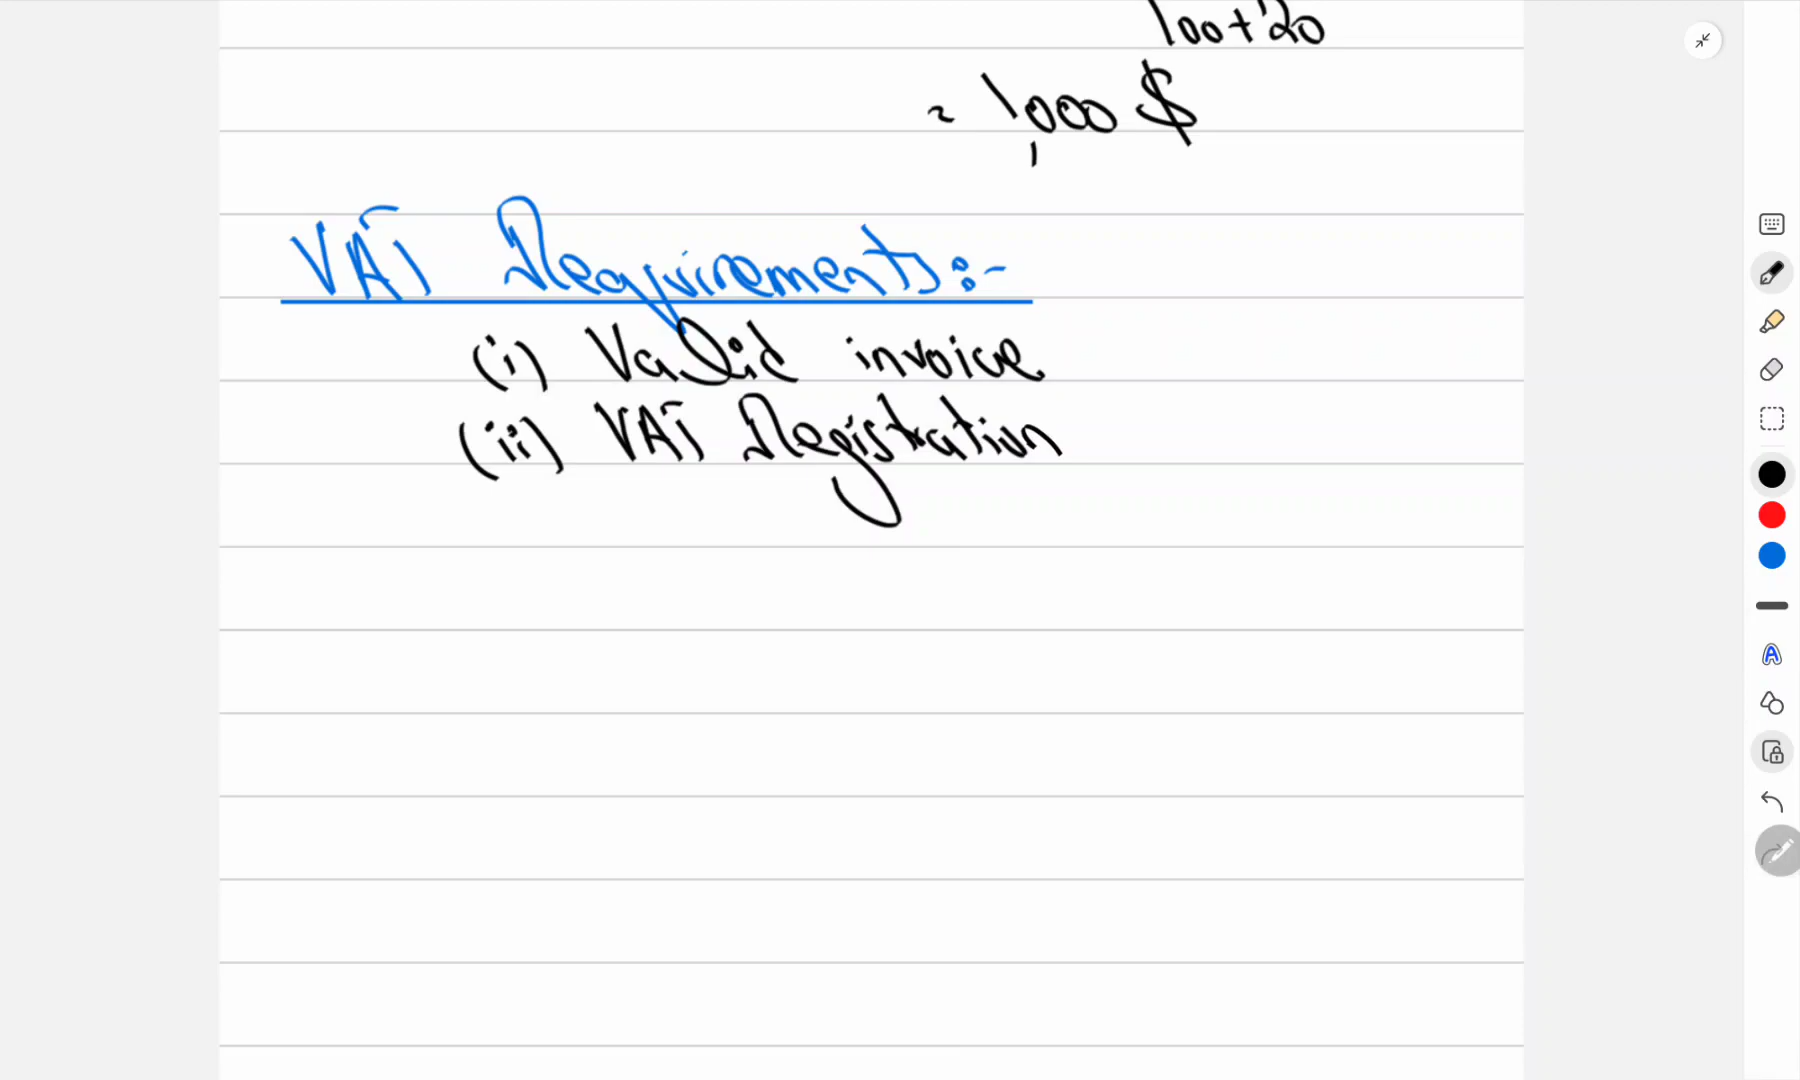 100+20
= 1,000 $
VAT Requirements:-
(i) Valid invoice
(ii) VAT Registration